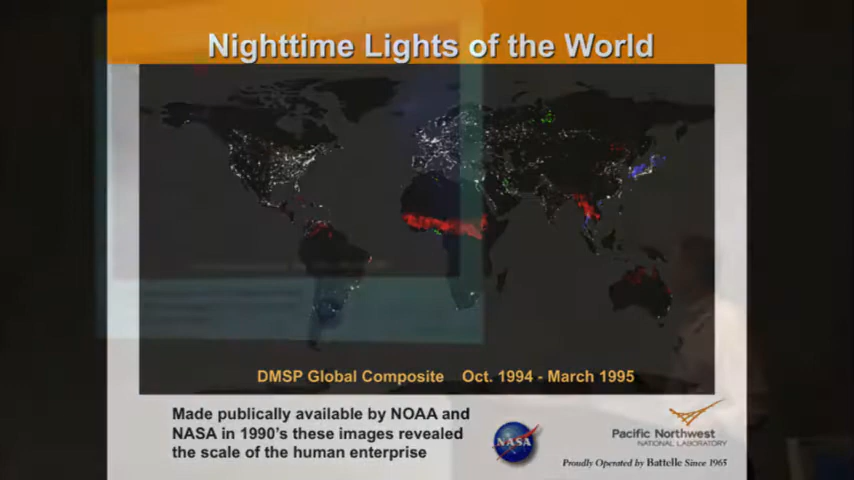 Nighttime Lights of the World
DMSP Global Composite Oct. 1994 - March 1995
Made publically available by NOAA and
NASA in 1990's these images revealed
the scale of the human enterprise
NASA
Pacific Northwest
NATIONAL LABORATORY
Proudly Operated by Battelle Since 1965